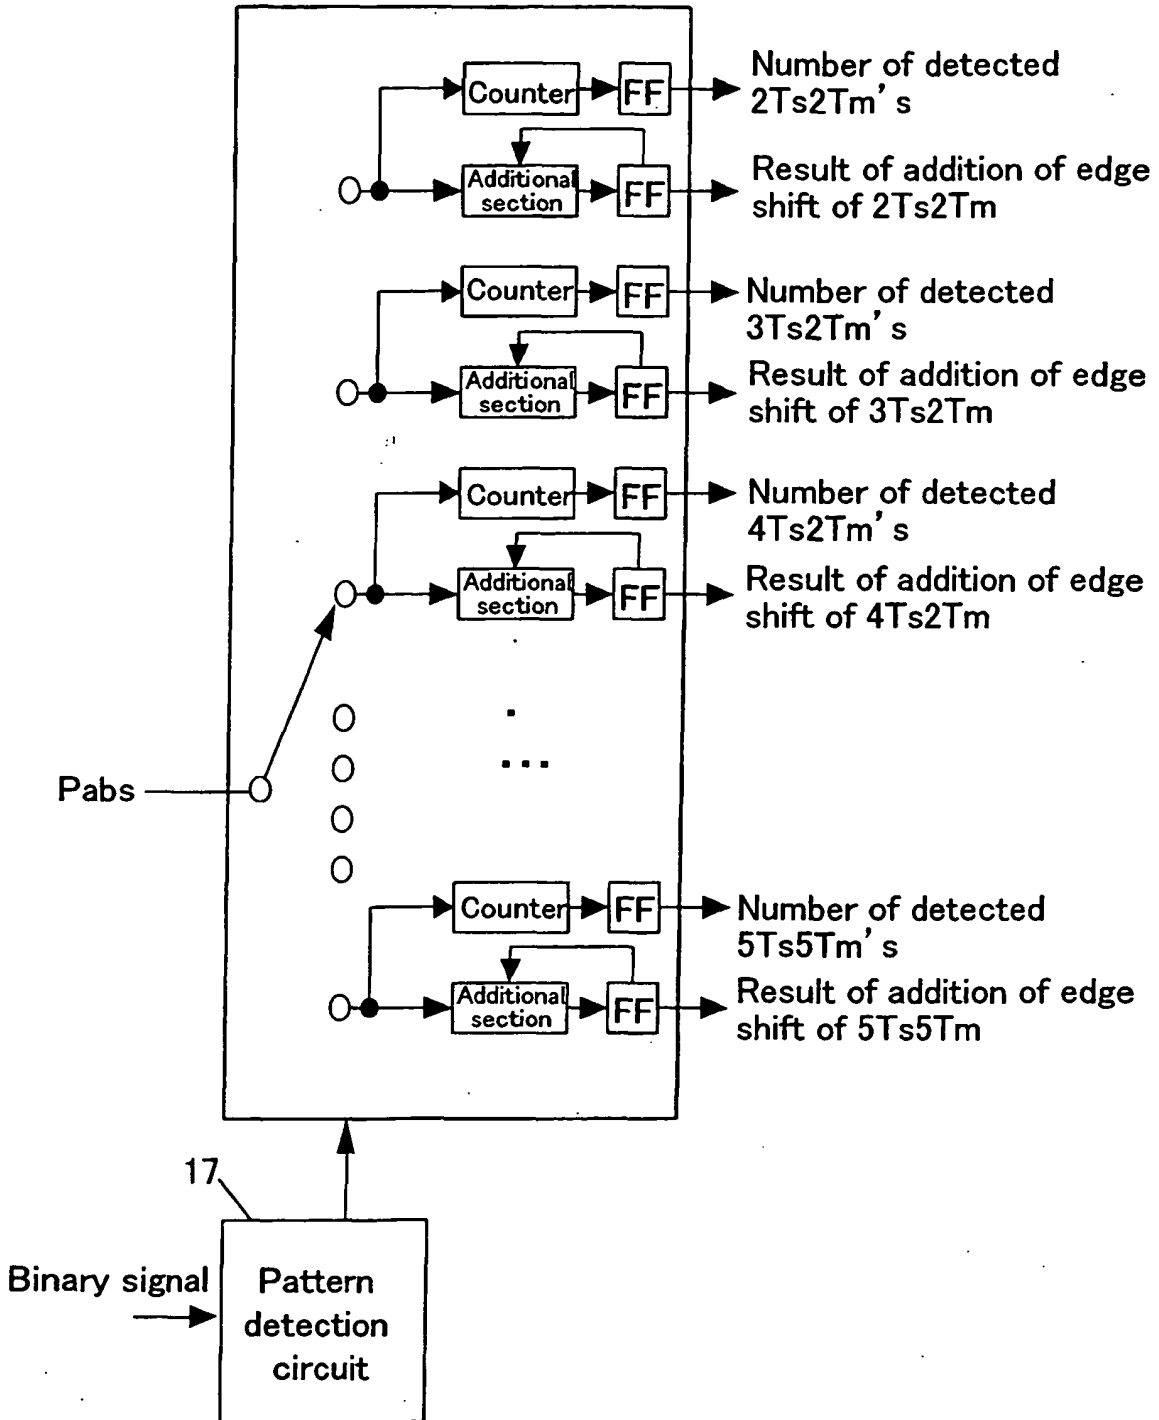 Counter
FF
Number of detected
2Ts2Tm's
Additional
section
FF
Result of addition of edge
shift of 2Ts2Tm
Counter
FF
Number of detected
3Ts2Tm's
Additional
section
FF
Result of addition of edge
shift of 3Ts2Tm
Counter
FF
Number of detected
4Ts2Tm's
Additional
section
FF
Result of addition of edge
shift of 4Ts2Tm
Pabs
Counter
FF
Number of detected
5Ts5Tm's
Additional
section
FF
Result of addition of edge
shift of 5Ts5Tm
17
Binary signal
Pattern
detection
circuit